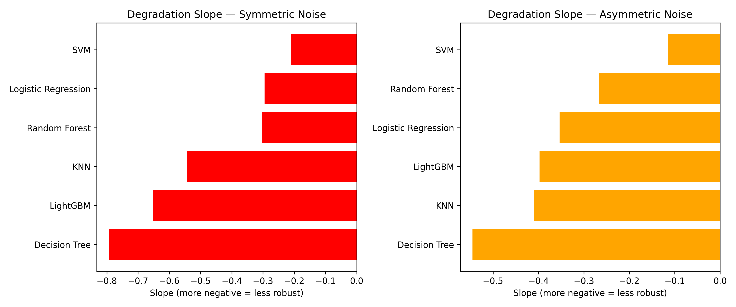 Degradation Slope — Symmetric Noise
SVM
Logistic Regression
Random Forest
KNN
LightGBM
Decision Tree
−0.8 −0.7 −0.6 −0.5 −0.4 −0.3 −0.2 −0.1 0.0
Slope (more negative = less robust)
Degradation Slope — Asymmetric Noise
SVM
Random Forest
Logistic Regression
LightGBM
KNN
Decision Tree
−0.5 −0.4 −0.3 −0.2 −0.1 0.0
Slope (more negative = less robust)